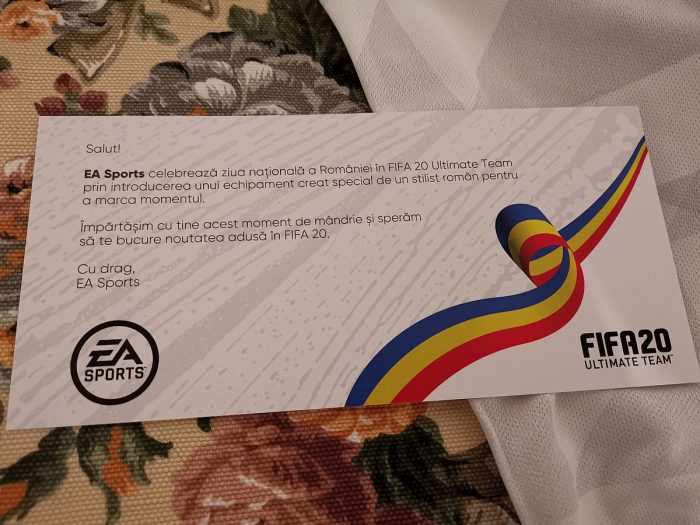 Salut!
EA Sports celebrează ziua națională a României în FIFA 20 Ultimate Team
prin introducerea unui echipament creat special de un stilist român pentru
a marca momentul.
Împărtășim cu tine acest moment de mândrie și sperăm
să te bucure noutatea adusă în FIFA 20.
Cu drag,
EA Sports
EA
SPORTS
FIFA 20
ULTIMATE TEAM